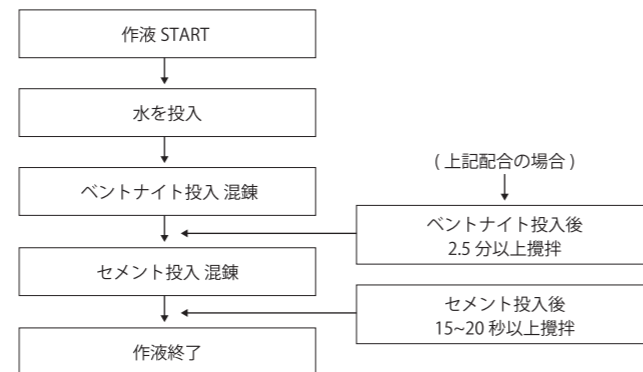 作液 START
水を投入
ベントナイト投入 混錬
セメント投入 混錬
作液終了
( 上記配合の場合 )
ベントナイト投入後
2.5 分以上攪拌
セメント投入後
15~20 秒以上攪拌